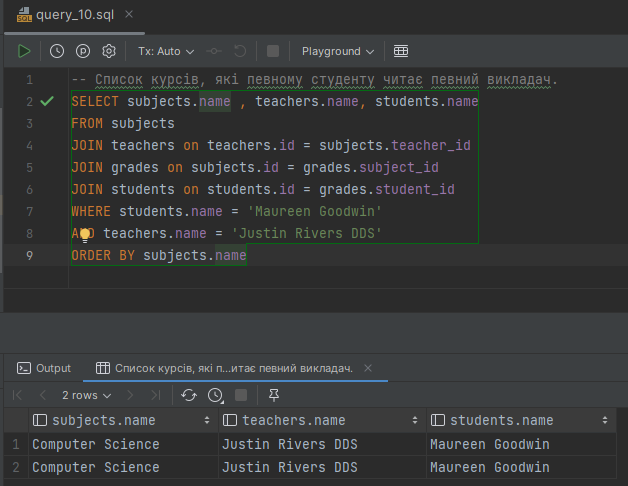 query_10.sql
Tx: Auto
Playground
1 -- Список курсів, які певному студенту читає певний викладач.
2 SELECT subjects.name , teachers.name, students.name
3 FROM subjects
4 JOIN teachers on teachers.id = subjects.teacher_id
5 JOIN grades on subjects.id = grades.subject_id
6 JOIN students on students.id = grades.student_id
7 WHERE students.name = 'Maureen Goodwin'
8 AND teachers.name = 'Justin Rivers DDS'
9 ORDER BY subjects.name
Output
Список курсів, які п...итає певний викладач.
2 rows
subjects.name teachers.name students.name
1 Computer Science Justin Rivers DDS Maureen Goodwin
2 Computer Science Justin Rivers DDS Maureen Goodwin